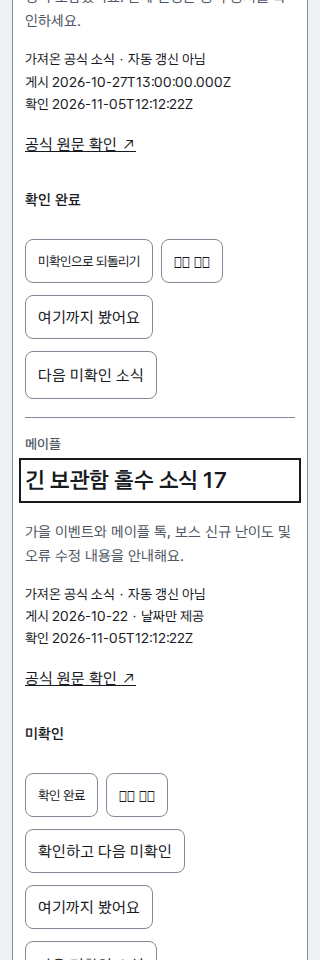 인하세요.
가져온 공식 소식 · 자동 갱신 아님
게시 2026-10-27T13:00:00.000Z
확인 2026-11-05T12:12:22Z
공식 원문 확인 ↗
확인 완료
미확인으로 되돌리기
여기까지 봤어요
다음 미확인 소식
메이플
긴 보관함 홀수 소식 17
가을 이벤트와 메이플 톡, 보스 신규 난이도 및
오류 수정 내용을 안내해요.
가져온 공식 소식 · 자동 갱신 아님
게시 2026-10-22 · 날짜만 제공
확인 2026-11-05T12:12:22Z
공식 원문 확인 ↗
미확인
확인 완료
확인하고 다음 미확인
여기까지 봤어요